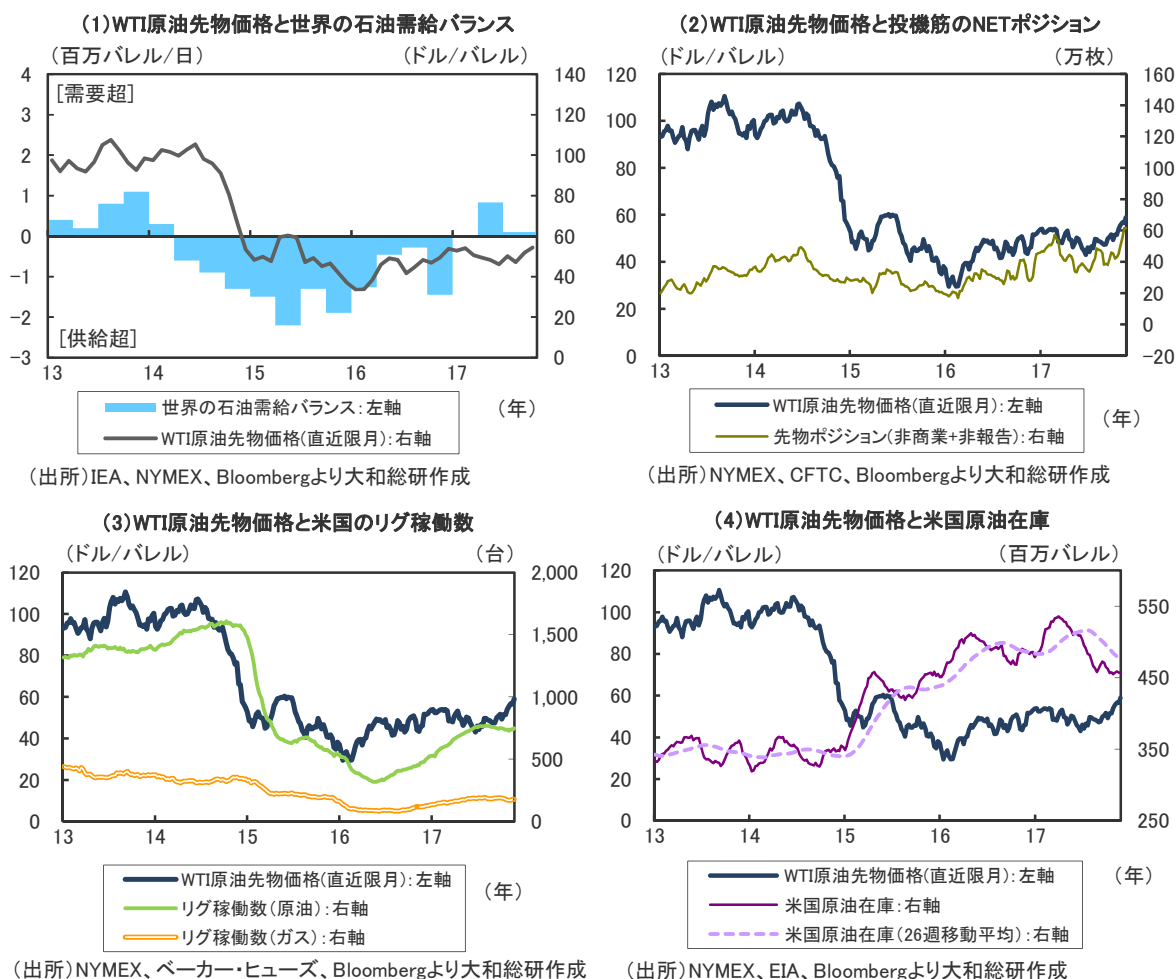 (1)WTI原油先物価格と世界の石油需給バランス
(百万バレル/日)
(ドル/バレル)
4
3
2
1
0
−1
−2
−3
[需要超]
[供給超]
140
120
100
80
60
40
20
0
13 14 15 16 17
(年)
世界の石油需給バランス:左軸
WTI原油先物価格(直近限月):右軸
(出所)IEA、NYMEX、Bloombergより大和総研作成
(2)WTI原油先物価格と投機筋のNETポジション
(ドル/バレル)
(万枚)
120
100
80
60
40
20
0
160
140
120
100
80
60
40
20
0
−20
13 14 15 16 17
(年)
WTI原油先物価格(直近限月):左軸
先物ポジション(非商業+非報告):右軸
(出所)NYMEX、CFTC、Bloombergより大和総研作成
(3)WTI原油先物価格と米国のリグ稼働数
(ドル/バレル)
(台)
120
100
80
60
40
20
0
2,000
1,500
1,000
500
0
13 14 15 16 17
(年)
WTI原油先物価格(直近限月):左軸
リグ稼働数(原油):右軸
リグ稼働数(ガス):右軸
(出所)NYMEX、ベーカー・ヒューズ、Bloombergより大和総研作成
(4)WTI原油先物価格と米国原油在庫
(ドル/バレル)
(百万バレル)
120
100
80
60
40
20
0
550
450
350
250
13 14 15 16 17
(年)
WTI原油先物価格(直近限月):左軸
米国原油在庫:右軸
米国原油在庫(26週移動平均):右軸
(出所)NYMEX、EIA、Bloombergより大和総研作成